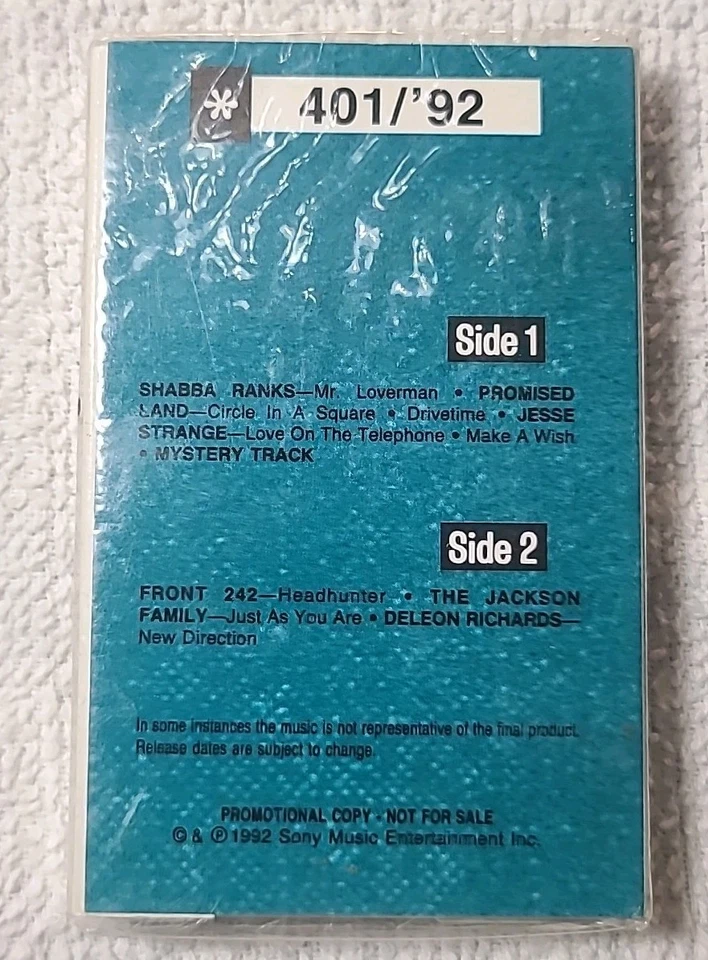 * 401/'92
Side 1
SHABBA RANKS—Mr. Loverman • PROMISED
LAND—Circle In A Square • Drivetime • JESSE
STRANGE—Love On The Telephone • Make A Wish
• MYSTERY TRACK
Side 2
FRONT 242—Headhunter • THE JACKSON
FAMILY—Just As You Are • DELEON RICHARDS—
New Direction
In some instances the music is not representative of the final product.
Release dates are subject to change.
PROMOTIONAL COPY - NOT FOR SALE
© & ℗ 1992 Sony Music Entertainment Inc.